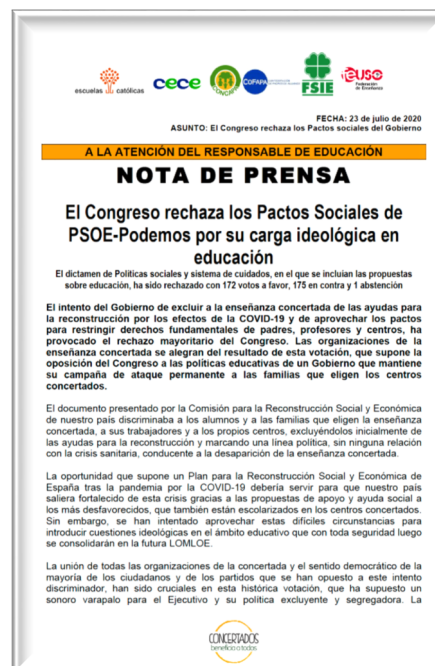 escuelas católicas
cece
CONCAPA
COFAPA
FSIE
euso
Federación
de Enseñanza
FECHA: 23 de julio de 2020
ASUNTO: El Congreso rechaza los Pactos sociales del Gobierno
A LA ATENCIÓN DEL RESPONSABLE DE EDUCACIÓN
NOTA DE PRENSA
El Congreso rechaza los Pactos Sociales de
PSOE-Podemos por su carga ideológica en
educación
El dictamen de Políticas sociales y sistema de cuidados, en el que se incluían las propuestas
sobre educación, ha sido rechazado con 172 votos a favor, 175 en contra y 1 abstención
El intento del Gobierno de excluir a la enseñanza concertada de las ayudas para
la reconstrucción por los efectos de la COVID-19 y de aprovechar los pactos
para restringir derechos fundamentales de padres, profesores y centros, ha
provocado el rechazo mayoritario del Congreso. Las organizaciones de la
enseñanza concertada se alegran del resultado de esta votación, que supone la
oposición del Congreso a las políticas educativas de un Gobierno que mantiene
su campaña de ataque permanente a las familias que eligen los centros
concertados.
El documento presentado por la Comisión para la Reconstrucción Social y Económica
de nuestro país discriminaba a los alumnos y a las familias que eligen la enseñanza
concertada, a sus trabajadores y a los propios centros, excluyéndolos inicialmente de
las ayudas para la reconstrucción y marcando una línea política, sin ninguna relación
con la crisis sanitaria, conducente a la desaparición de la enseñanza concertada.
La oportunidad que supone un Plan para la Reconstrucción Social y Económica de
España tras la pandemia por la COVID-19 debería servir para que nuestro país
saliera fortalecido de esta crisis gracias a las propuestas de apoyo y ayuda social a
los más desfavorecidos, que también están escolarizados en los centros concertados.
Sin embargo, se han intentado aprovechar estas difíciles circunstancias para
introducir cuestiones ideológicas en el ámbito educativo que con toda seguridad luego
se consolidarán en la futura LOMLOE.
La unión de todas las organizaciones de la concertada y el sentido democrático de la
mayoría de los ciudadanos y de los partidos que se han opuesto a este intento
discriminador, han sido cruciales en esta histórica votación, que ha supuesto un
sonoro varapalo para el Ejecutivo y su política excluyente y segregadora. La
CONCERTADOS
beneficia a todos